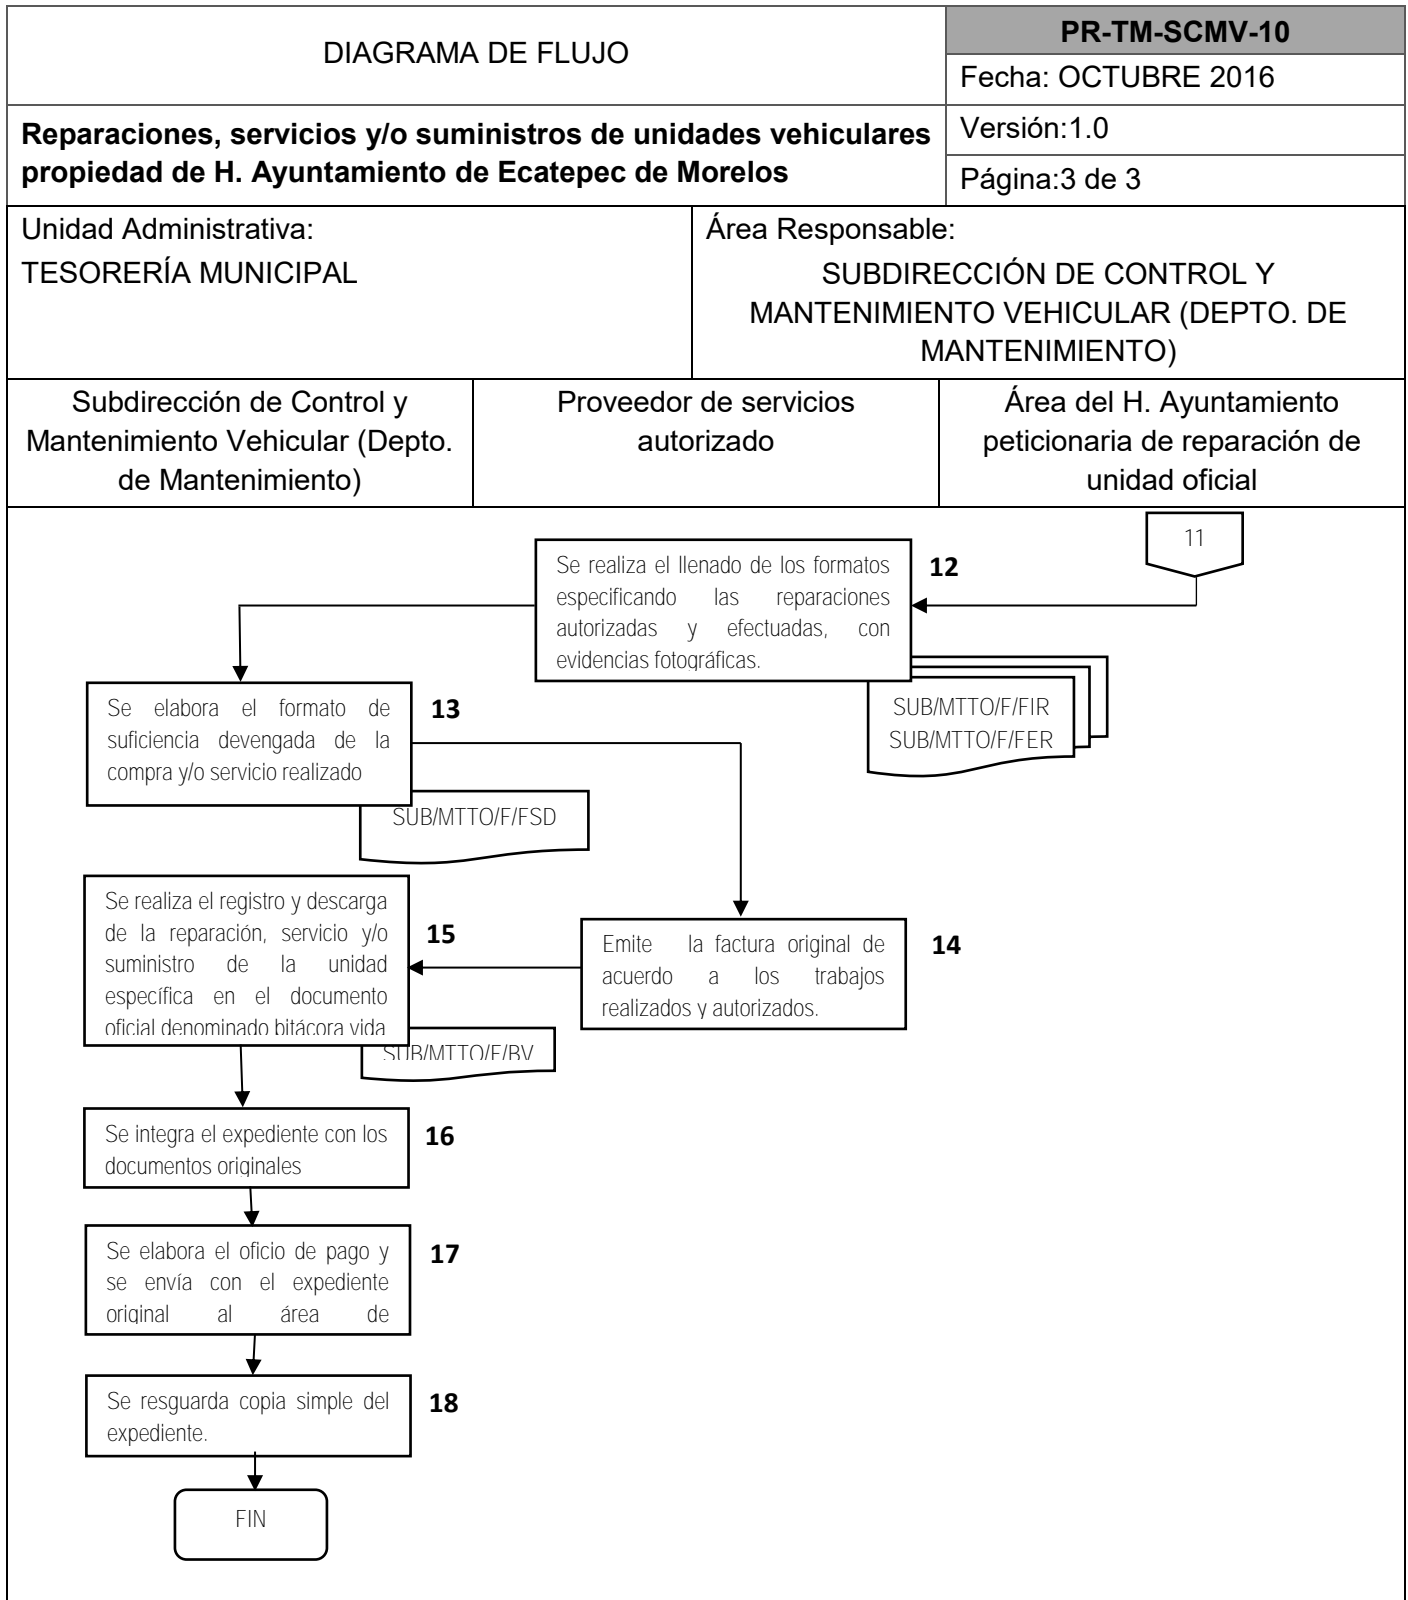 DIAGRAMA DE FLUJO
PR-TM-SCMV-10
Fecha: OCTUBRE 2016
Reparaciones, servicios y/o suministros de unidades vehiculares
propiedad de H. Ayuntamiento de Ecatepec de Morelos
Versión:1.0
Página:3 de 3
Unidad Administrativa:
TESORERÍA MUNICIPAL
Área Responsable:
SUBDIRECCIÓN DE CONTROL Y
MANTENIMIENTO VEHICULAR (DEPTO. DE
MANTENIMIENTO)
Subdirección de Control y
Mantenimiento Vehicular (Depto.
de Mantenimiento)
Proveedor de servicios
autorizado
Área del H. Ayuntamiento
peticionaria de reparación de
unidad oficial
11
Se realiza el llenado de los formatos
especificando las reparaciones
autorizadas y efectuadas, con
evidencias fotográficas.
12
SUB/MTTO/F/FIR
SUB/MTTO/F/FER
Se elabora el formato de
suficiencia devengada de la
compra y/o servicio realizado
13
SUB/MTTO/F/FSD
Se realiza el registro y descarga
de la reparación, servicio y/o
suministro de la unidad
específica en el documento
oficial denominado bitácora vida
15
SUB/MTTO/F/BV
Emite la factura original de
acuerdo a los trabajos
realizados y autorizados.
14
Se integra el expediente con los
documentos originales
16
Se elabora el oficio de pago y
se envía con el expediente
original al área de
17
Se resguarda copia simple del
expediente.
18
FIN